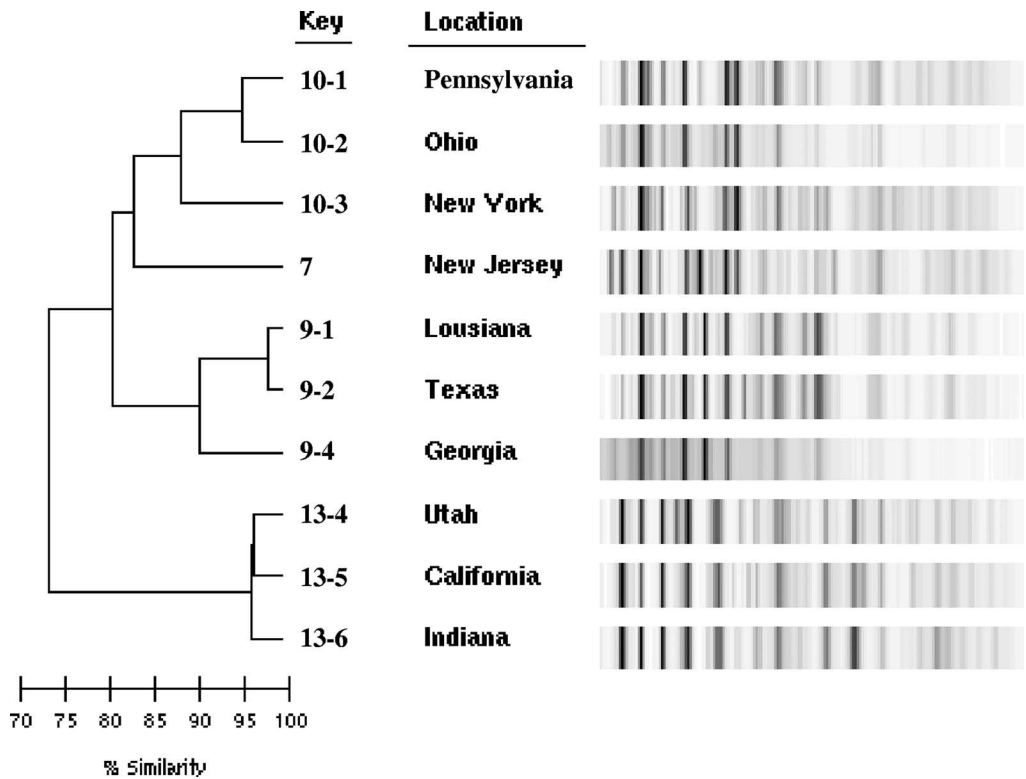 Key Location
10-1 Pennsylvania
10-2 Ohio
10-3 New York
7 New Jersey
9-1 Lousiana
9-2 Texas
9-4 Georgia
13-4 Utah
13-5 California
13-6 Indiana
70 75 80 85 90 95 100
% Similarity